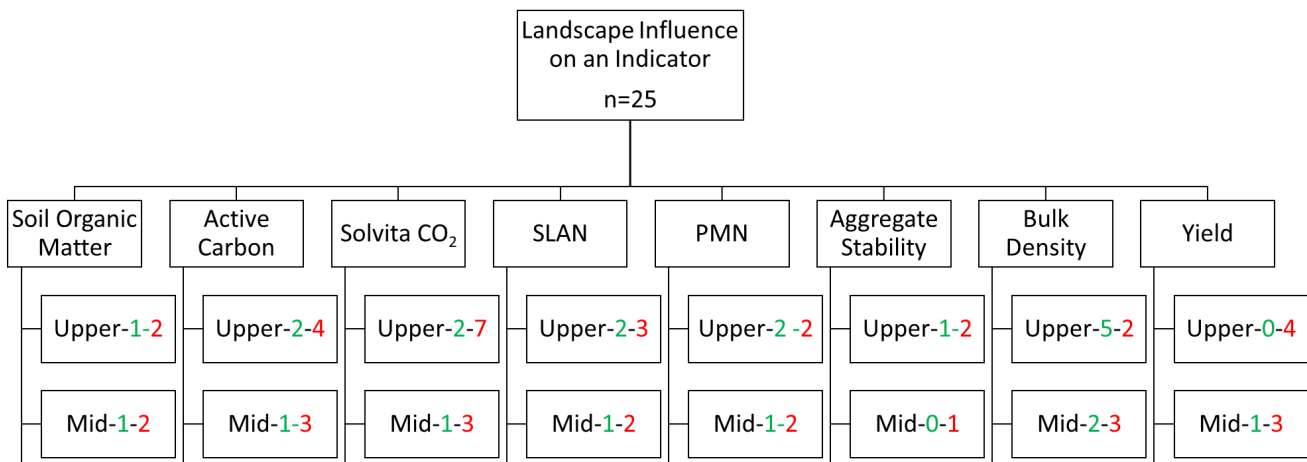 Landscape Influence
on an Indicator
n=25
Soil Organic
Matter
Active
Carbon
Solvita CO₂
SLAN
PMN
Aggregate
Stability
Bulk
Density
Yield
Upper-1-2
Upper-2-4
Upper-2-7
Upper-2-3
Upper-2 -2
Upper-1-2
Upper-5-2
Upper-0-4
Mid-1-2
Mid-1-3
Mid-1-3
Mid-1-2
Mid-1-2
Mid-0-1
Mid-2-3
Mid-1-3